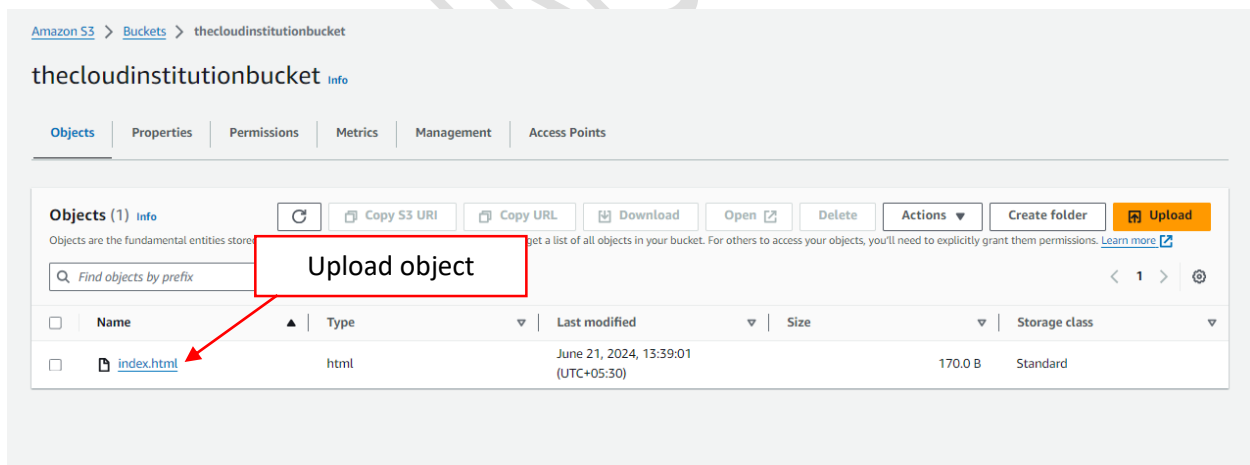 Amazon S3 > Buckets > thecloudinstitutionbucket
thecloudinstitutionbucket Info
Objects Properties Permissions Metrics Management Access Points
Objects (1) Info Copy S3 URI Copy URL Download Open Delete Actions Create folder Upload
Objects are the fundamental entities get a list of all objects in your bucket. For others to access your objects, you'll need to explicitly grant them permissions. Learn more
Upload object
Find objects by prefix < 1 >
Name Type Last modified Size Storage class
index.html html June 21, 2024, 13:39:01 170.0 B Standard
(UTC+05:30)